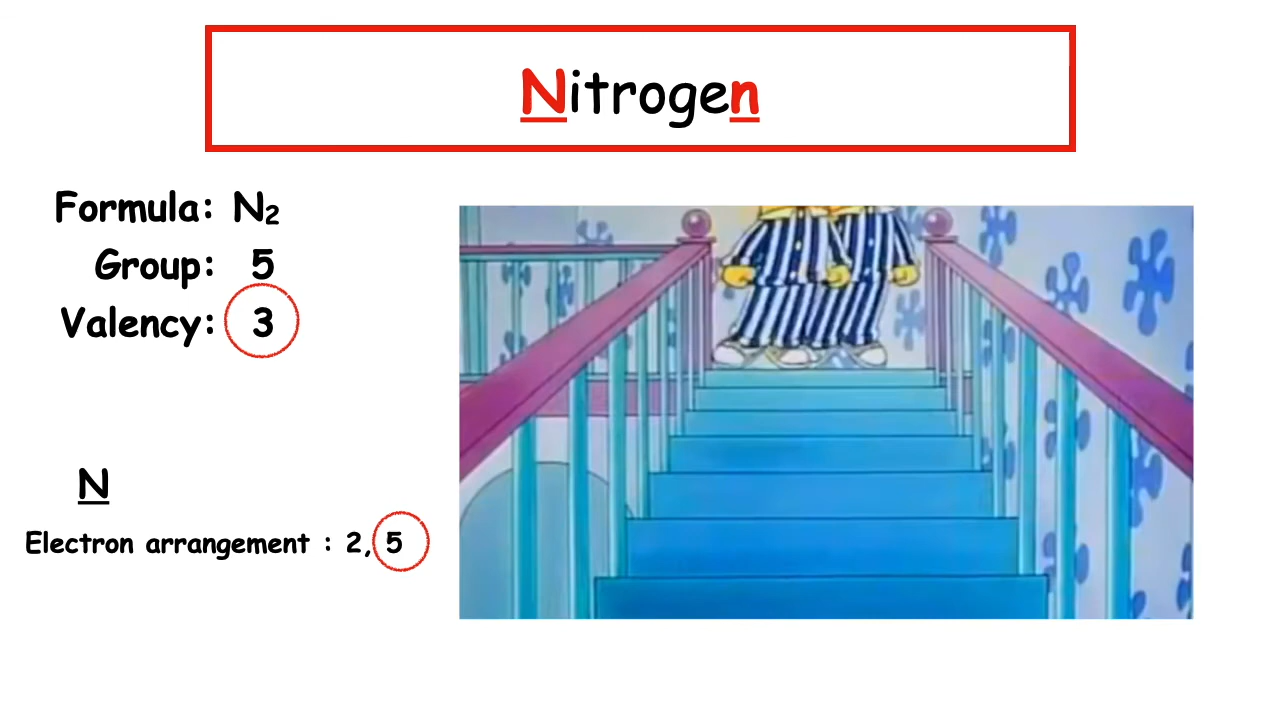 Nitrogen
Formula: N₂
Group: 5
Valency: 3
N
Electron arrangement : 2, 5